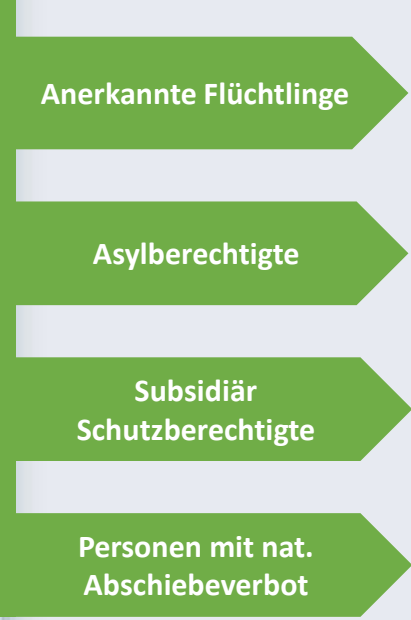 Anerkannte Flüchtlinge
Asylberechtigte
Subsidiär
Schutzberechtigte
Personen mit nat.
Abschiebeverbot